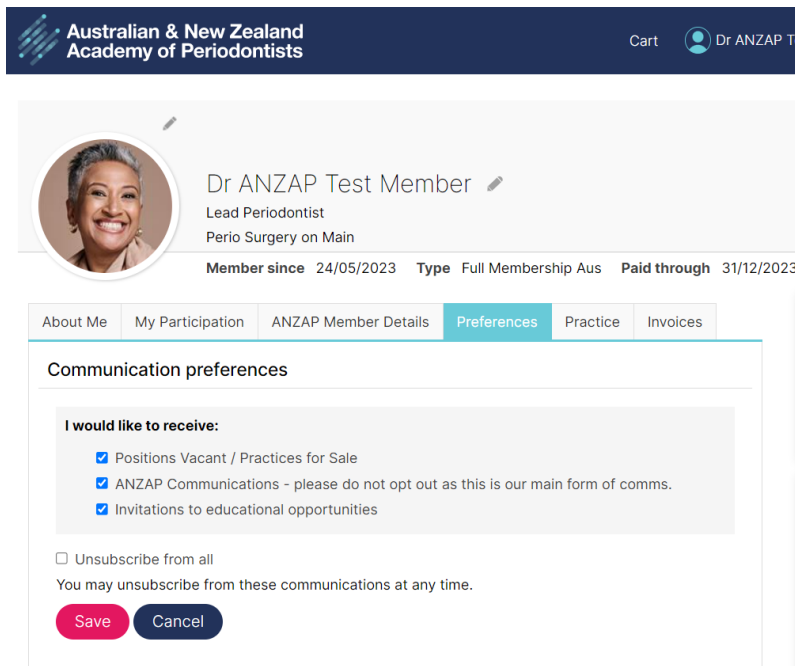 Australian & New Zealand
Academy of Periodontists
Cart
Dr ANZAP
Dr ANZAP Test Member
Lead Periodontist
Perio Surgery on Main
Member since 24/05/2023 Type Full Membership Aus Paid through 31/12/2023
About Me My Participation ANZAP Member Details Preferences Practice Invoices
Communication preferences
I would like to receive:
Positions Vacant / Practices for Sale
ANZAP Communications - please do not opt out as this is our main form of comms.
Invitations to educational opportunities
Unsubscribe from all
You may unsubscribe from these communications at any time.
Save Cancel